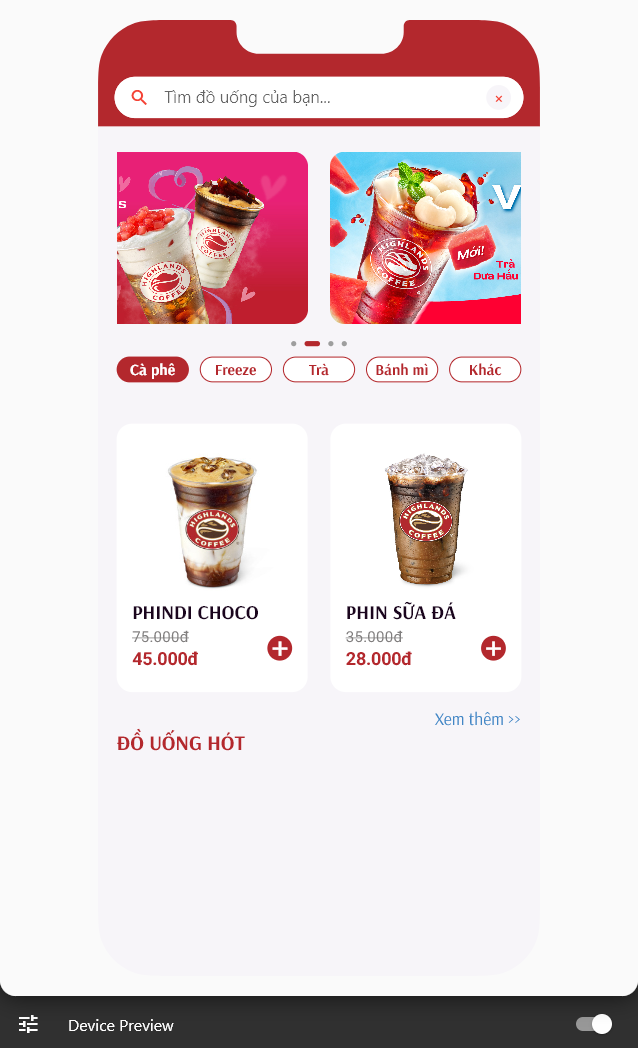 Tìm đồ uống của bạn...
s
HIGHLANDS
COFFEE
HIGHLANDS
COFFEE
V
HIGHLANDS
COFFEE
Mới!
Trà
Dưa Hấu
Cà phê
Freeze
Trà
Bánh mì
Khác
HIGHLANDS
COFFEE
HIGHLANDS
COFFEE
PHINDI CHOCO
75.000đ
45.000đ
PHIN SỮA ĐÁ
35.000đ
28.000đ
Xem thêm >>
ĐỒ UỐNG HÓT
Device Preview